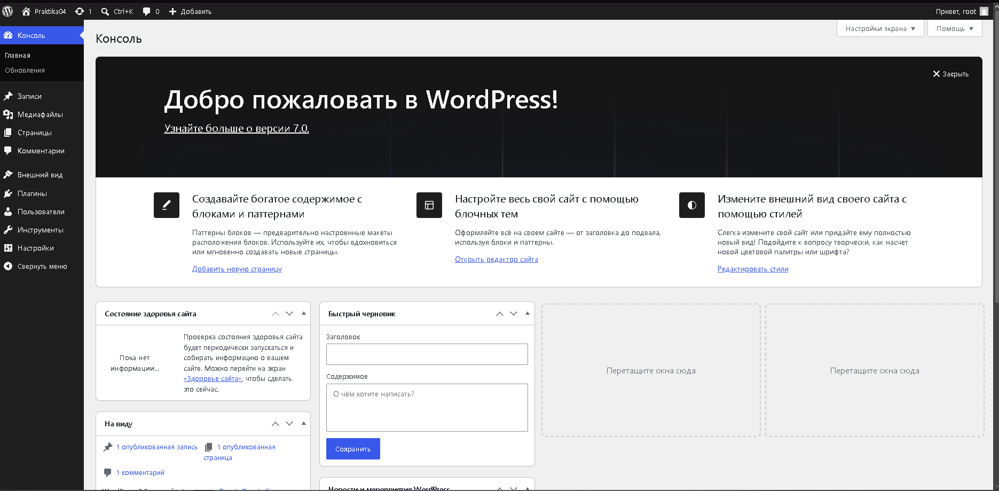 Praktika04
1
Ctrl+K
0
Добавить
Привет, root
Консоль
Главная
Обновления
Записи
Медиафайлы
Страницы
Комментарии
Внешний вид
Плагины
Пользователи
Инструменты
Настройки
Свернуть меню
Настройки экрана
Помощь
Консоль
Закрыть
Добро пожаловать в WordPress!
Узнайте больше о версии 7.0.
Создавайте богатое содержимое с
блоками и паттернами
Паттерны блоков — предварительно настроенные макеты
расположения блоков. Используйте их, чтобы вдохновиться
или мгновенно создавать новые страницы.
Добавить новую страницу
Настройте весь свой сайт с помощью
блочных тем
Оформляйте всё на своем сайте — от заголовка до подвала,
используя блоки и паттерны.
Открыть редактор сайта
Измените внешний вид своего сайта с
помощью стилей
Слегка измените свой сайт или придайте ему полностью
новый вид! Подойдите к вопросу творчески, как насчет
новой цветовой палитры или шрифта?
Редактировать стили
Состояние здоровья сайта
Пока нет
информации...
Проверка состояния здоровья сайта
будет периодически запускаться и
собирать информацию о вашем
сайте. Можно перейти на экран
«Здоровье сайта», чтобы сделать
это сейчас.
На виду
1 опубликованная запись
1 опубликованная
страница
1 комментарий
Быстрый черновик
Заголовок
Содержимое
О чём хотите написать?
Сохранить
Новости и мероприятия WordPress
Перетащите окна сюда
Перетащите окна сюда